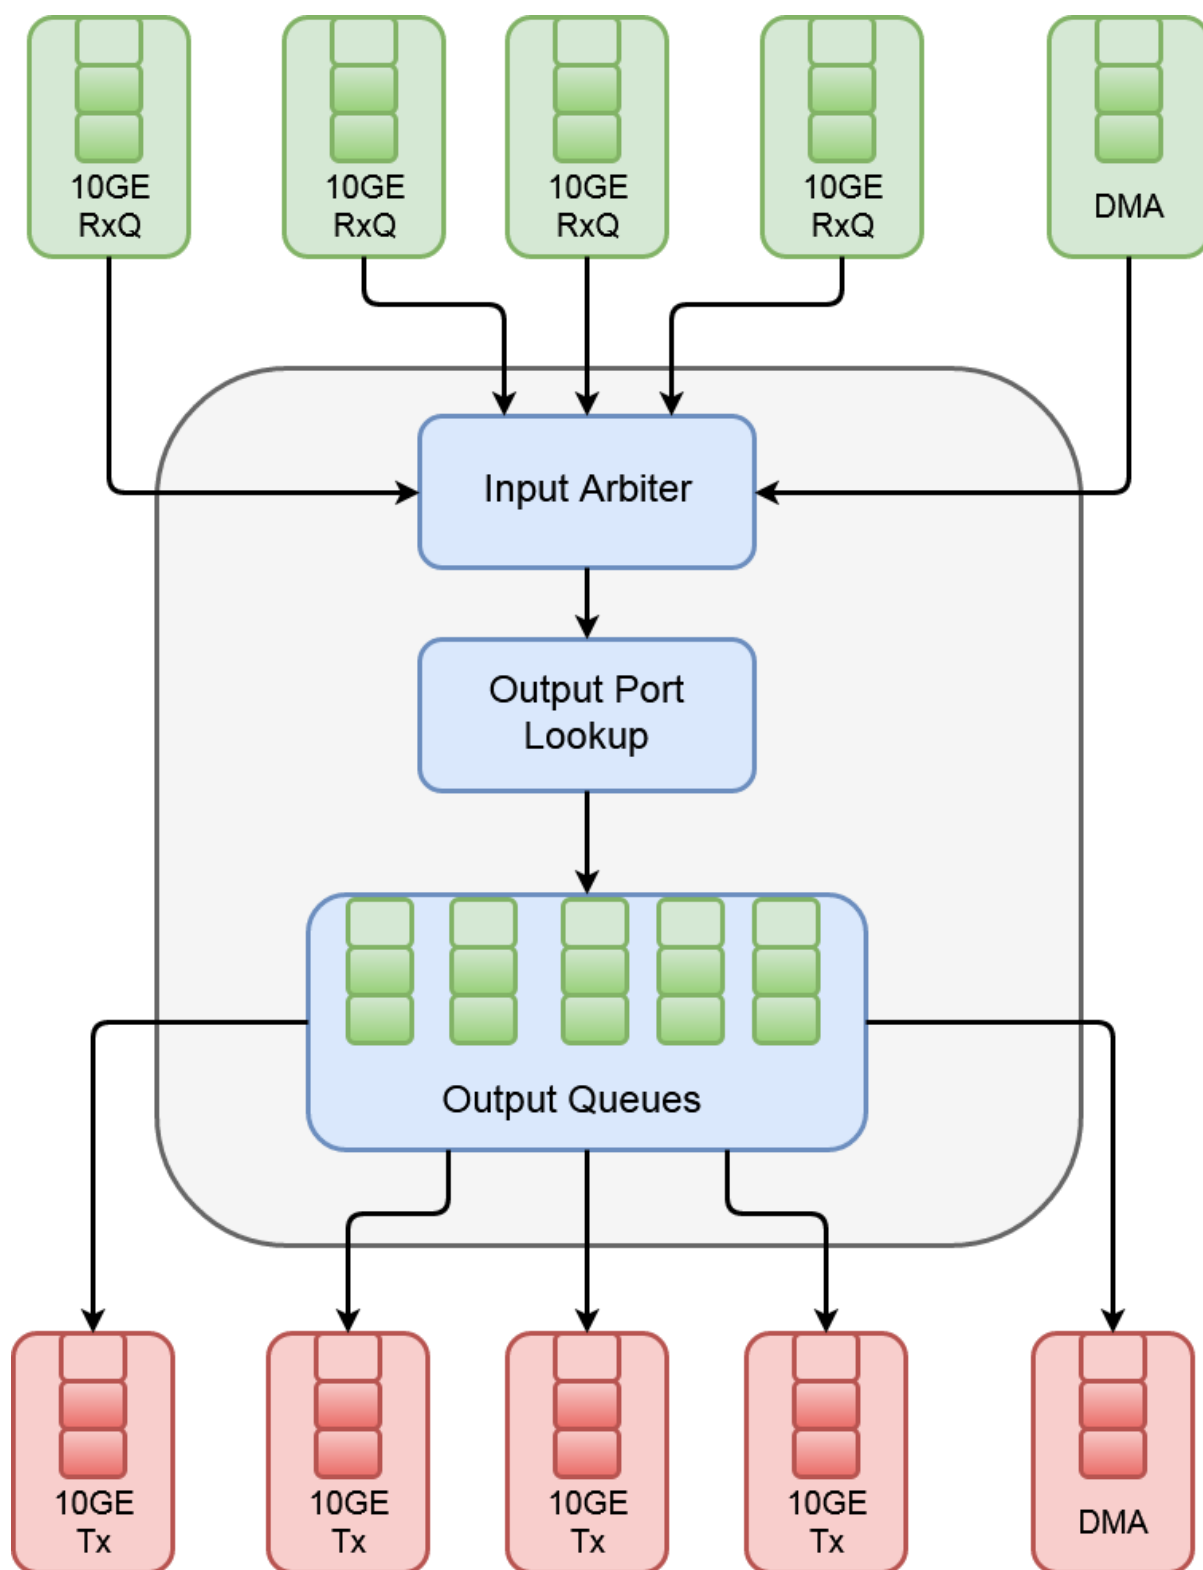 10GE
RxQ
10GE
RxQ
10GE
RxQ
10GE
RxQ
DMA
Input Arbiter
Output Port
Lookup
Output Queues
10GE
Tx
10GE
Tx
10GE
Tx
10GE
Tx
DMA